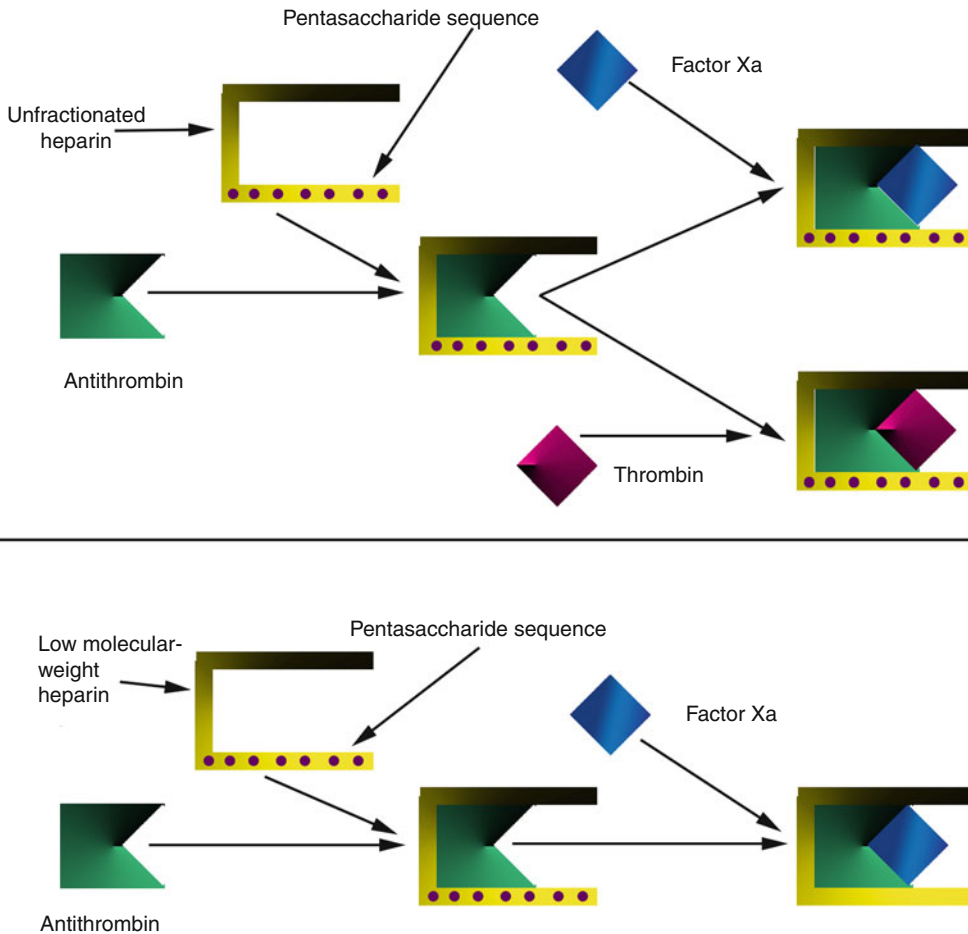 Pentasaccharide sequence
Factor Xa
Unfractionated
heparin
Antithrombin
Thrombin
Pentasaccharide sequence
Low molecular-
weight
heparin
Factor Xa
Antithrombin